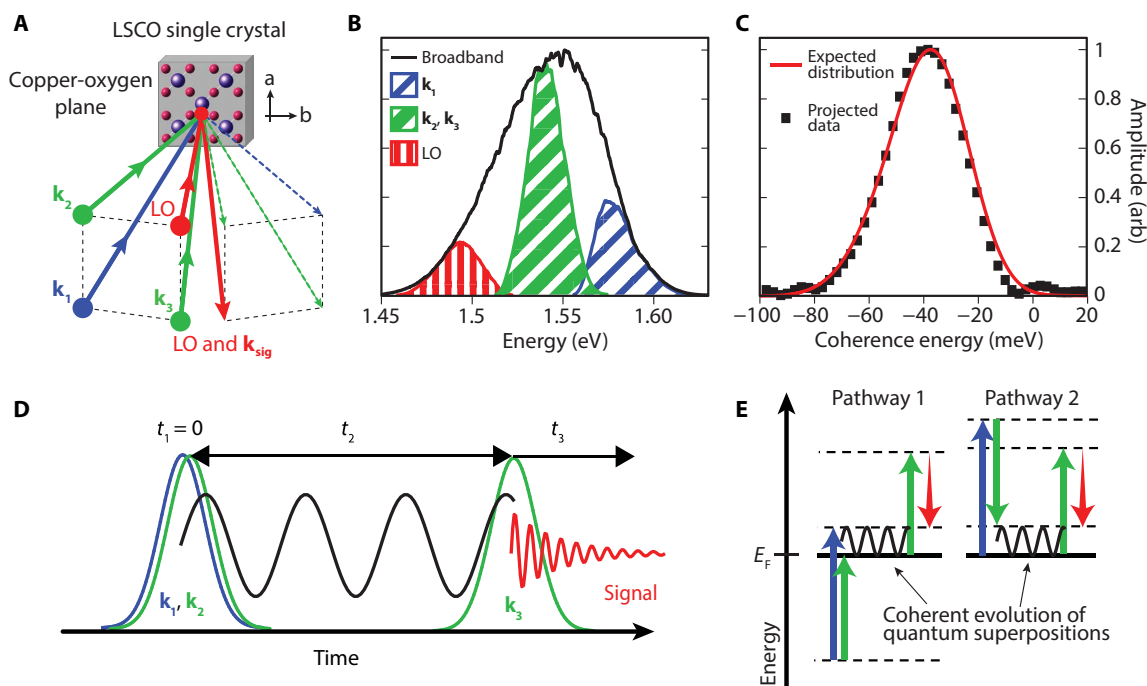 A
LSCO single crystal
Copper-oxygen
plane
a
b
k2
LO
k1
k3
LO and ksig
B
Broadband
k1
k2, k3
LO
1.45
1.5
1.55
1.60
Energy (eV)
C
Expected
distribution
Projected
data
1
0.8
0.6
0.4
0.2
0
Amplitude (arb)
−100
−80
−60
−40
−20
0
20
Coherence energy (meV)
D
t1 = 0
t2
t3
k1, k2
k3
Signal
Time
E
Pathway 1
Pathway 2
EF
Coherent evolution of
quantum superpositions
Energy